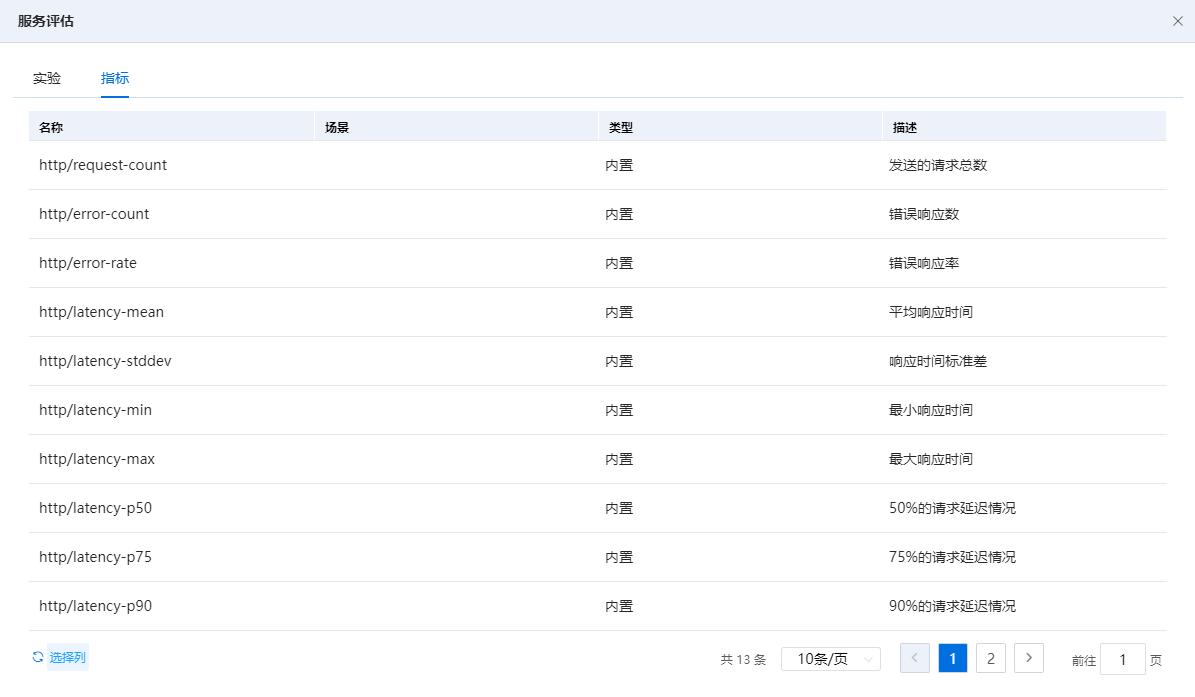 服务评估
实验 指标
名称 场景 类型 描述
http/request-count 内置 发送的请求总数
http/error-count 内置 错误响应数
http/error-rate 内置 错误响应率
http/latency-mean 内置 平均响应时间
http/latency-stddev 内置 响应时间标准差
http/latency-min 内置 最小响应时间
http/latency-max 内置 最大响应时间
http/latency-p50 内置 50%的请求延迟情况
http/latency-p75 内置 75%的请求延迟情况
http/latency-p90 内置 90%的请求延迟情况
选择列 共 13 条 10条/页 1 2 前往 1 页